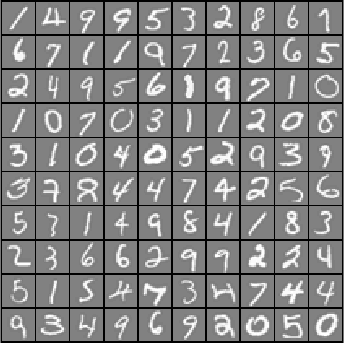 1 4 9 9 5 3 2 8 6 1
6 7 1 1 9 7 2 3 6 5
2 4 9 5 6 1 9 7 1 0
1 0 7 0 3 1 1 2 0 8
3 1 0 4 0 5 2 9 3 9
3 7 8 4 4 7 4 2 5 6
5 7 1 4 9 8 4 1 8 3
2 3 6 6 2 9 9 2 2 4
5 1 5 4 7 3 4 7 4 4
9 3 4 9 6 9 2 0 5 0